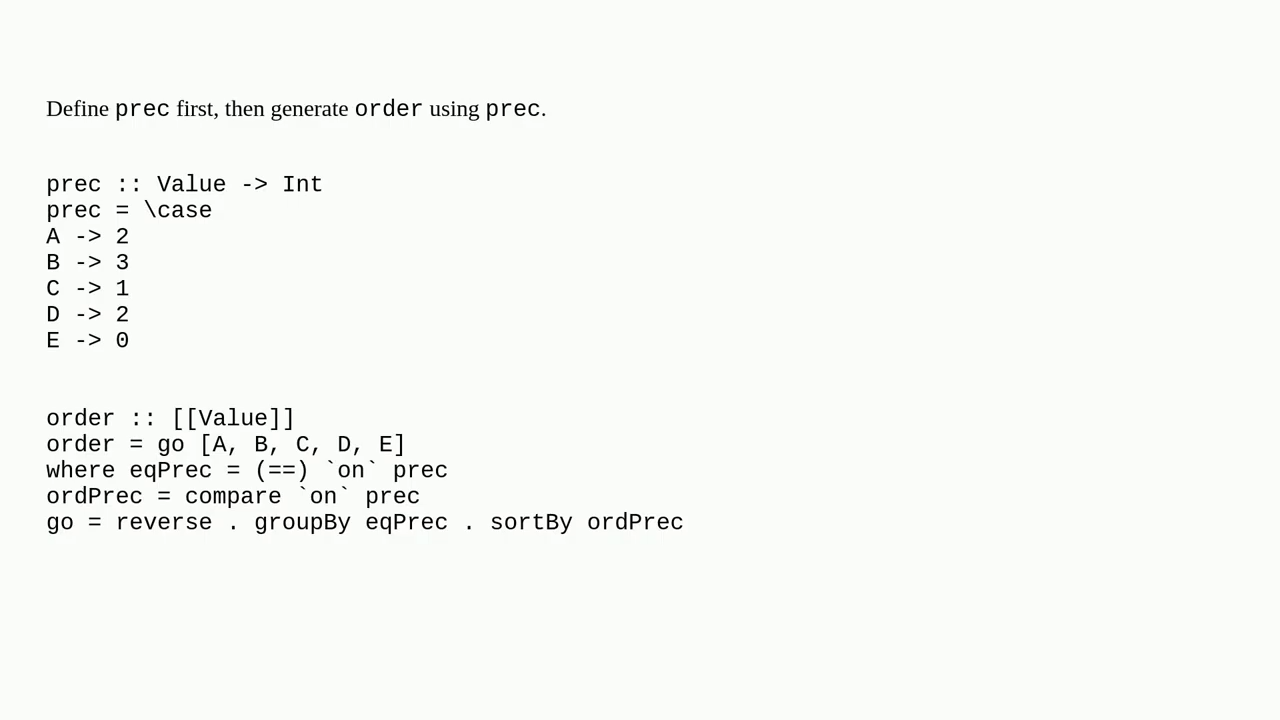 Define prec first, then generate order using prec.
prec :: Value -> Int
prec = \case
A -> 2
B -> 3
C -> 1
D -> 2
E -> 0
order :: [[Value]]
order = go [A, B, C, D, E]
where eqPrec = (==) `on` prec
ordPrec = compare `on` prec
go = reverse . groupBy eqPrec . sortBy ordPrec